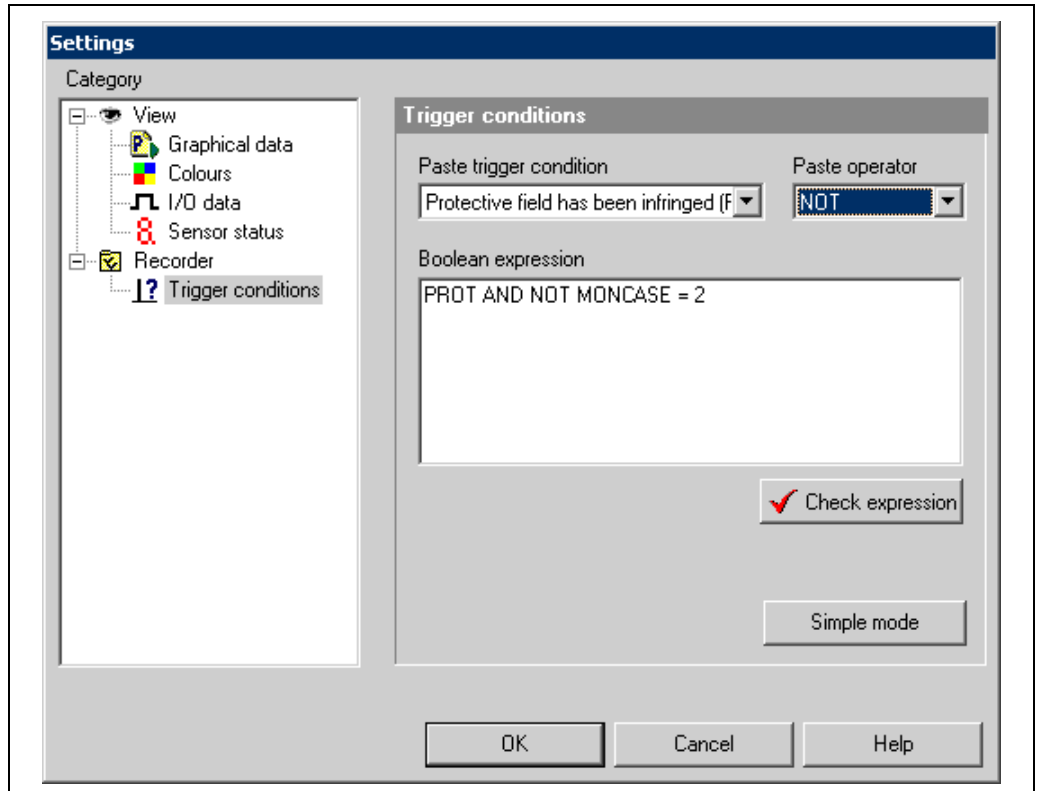 Settings
Category
View
Graphical data
Colours
I/O data
Sensor status
Recorder
Trigger conditions
Trigger conditions
Paste trigger condition
Paste operator
Protective field has been infringed (F
NOT
Boolean expression
PROT AND NOT MONCASE = 2
Check expression
Simple mode
OK
Cancel
Help